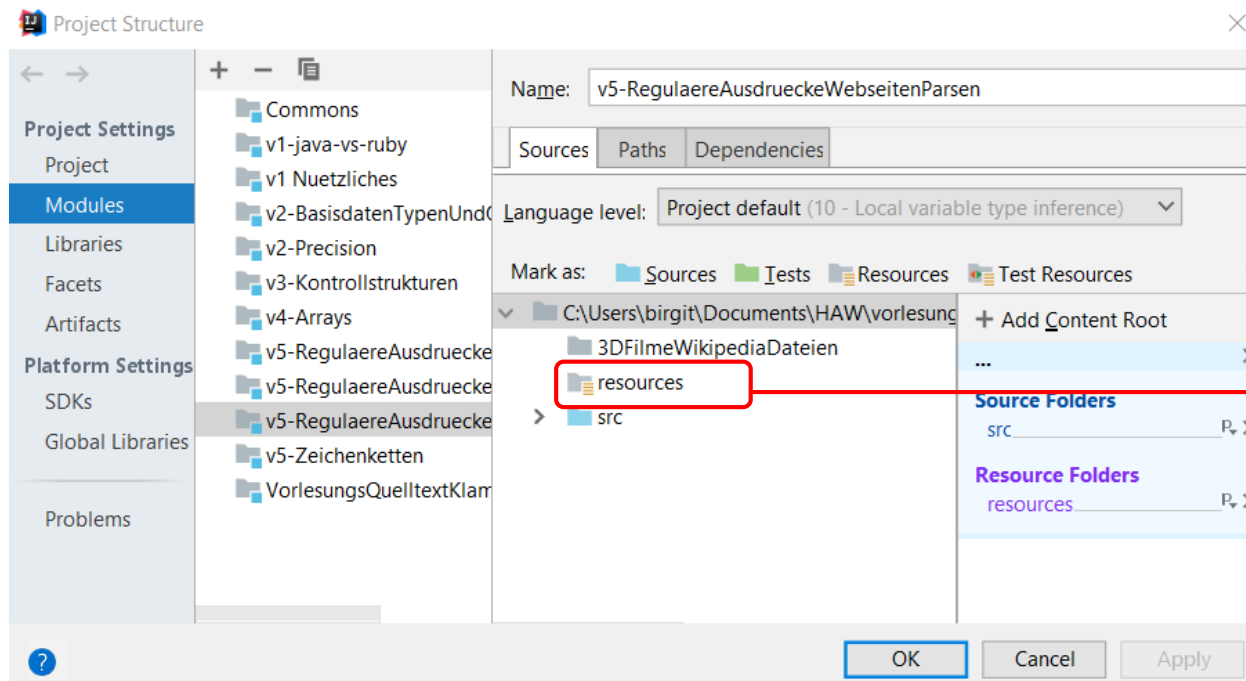 Project Structure
Name: v5-RegulaereAusdrueckeWebseitenParsen
Project Settings
Project
Modules
Libraries
Facets
Artifacts
Platform Settings
SDKs
Global Libraries
Problems
Commons
v1-java-vs-ruby
v1 Nuetzliches
v2-BasisdatenTypenUnd
v2-Precision
v3-Kontrollstrukturen
v4-Arrays
v5-RegulaereAusdruecke
v5-RegulaereAusdruecke
v5-RegulaereAusdruecke
v5-Zeichenketten
VorlesungsQuelltextKlam
Sources Paths Dependencies
Language level: Project default (10 - Local variable type inference)
Mark as: Sources Tests Resources Test Resources
C:\Users\birgit\Documents\HAW\vorlesung
3DFilmeWikipediaDateien
resources
src
+ Add Content Root
...
Source Folders
src
Resource Folders
resources
? OK Cancel Apply